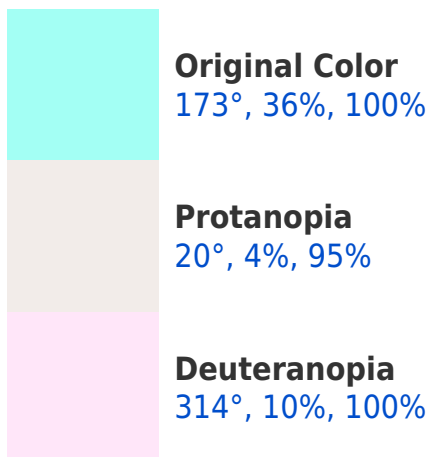 Original Color
173°, 36%, 100%
Protanopia
20°, 4%, 95%
Deuteranopia
314°, 10%, 100%